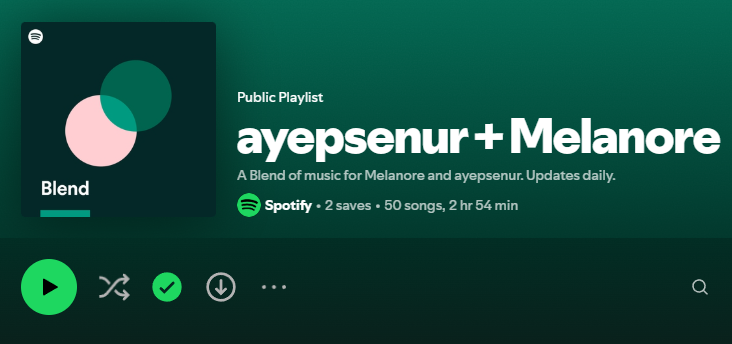 Public Playlist
ayepsenur + Melanore
A Blend of music for Melanore and ayepsenur. Updates daily.
Blend
Spotify • 2 saves • 50 songs, 2 hr 54 min